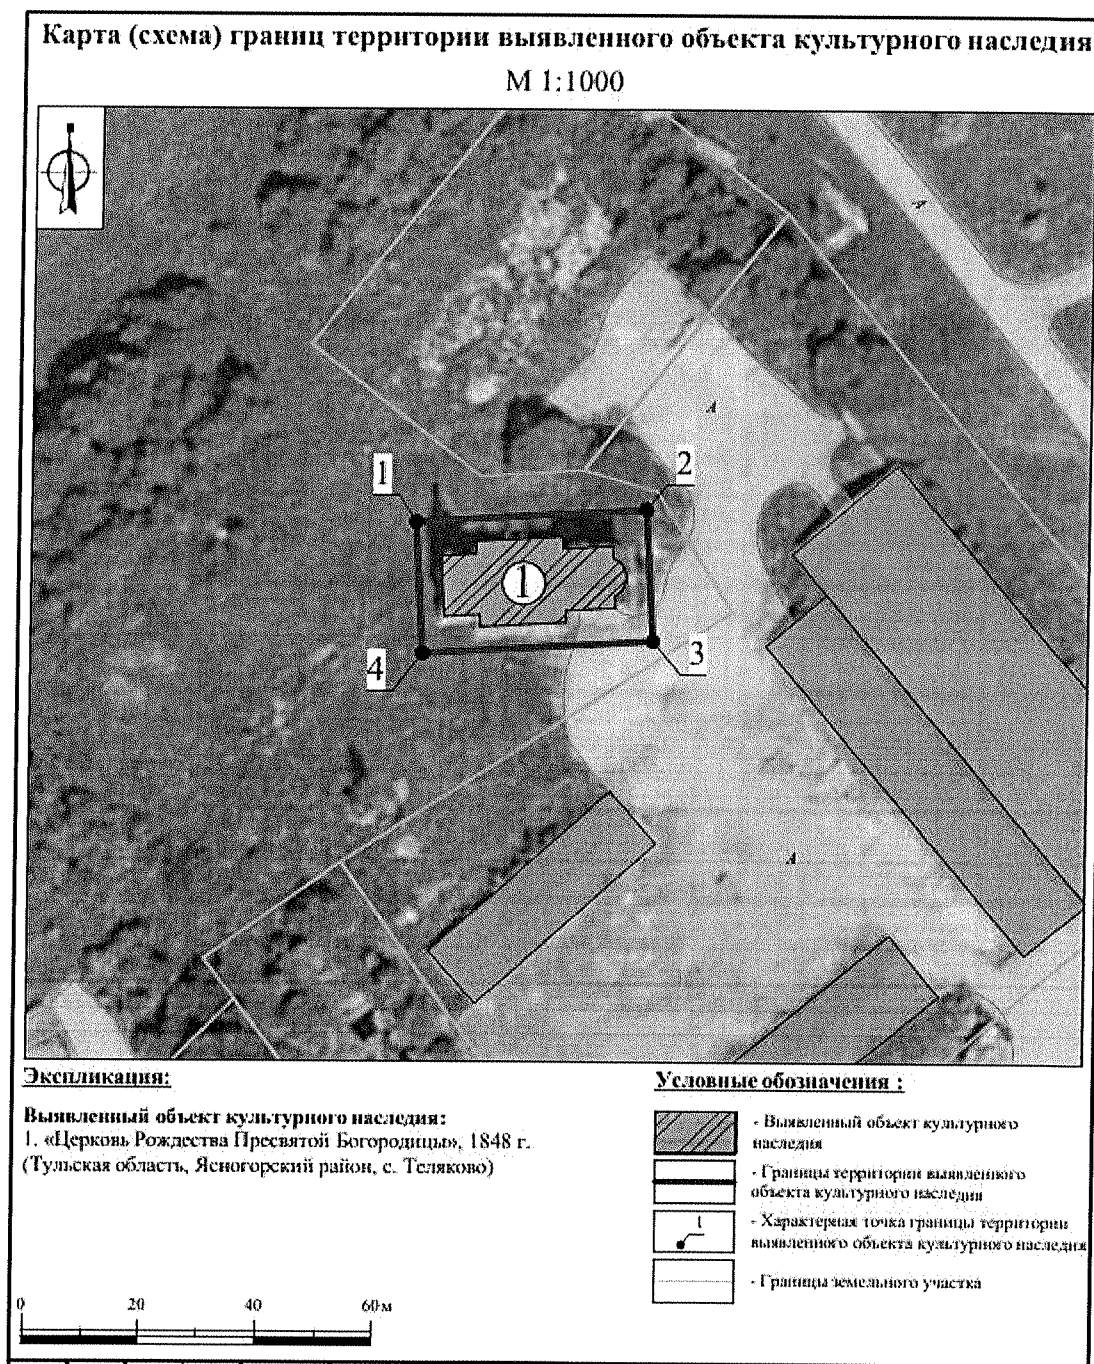 Карта (схема) границ территории выявленного объекта культурного наследия
М 1:1000
А
А
1
2
1
3
4
А
Экспликация:
Выявленный объект культурного наследия:
1. «Церковь Рождества Пресвятой Богородицы», 1848 г.
(Тульская область, Ясногорский район, с. Теляково)
Условные обозначения :
- Выявленный объект культурного
наследия
- Границы территории выявленного
объекта культурного наследия
1
- Характерная точка границы территории
выявленного объекта культурного наследия
- Границы земельного участка
0 20 40 60 м